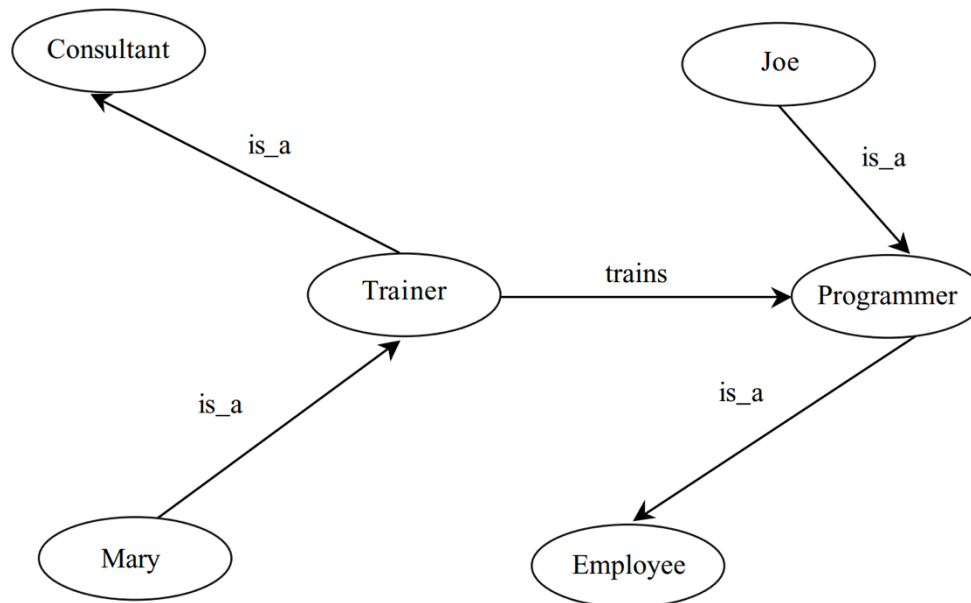 Consultant
Joe
is_a
is_a
trains
Trainer
Programmer
is_a
is_a
Mary
Employee